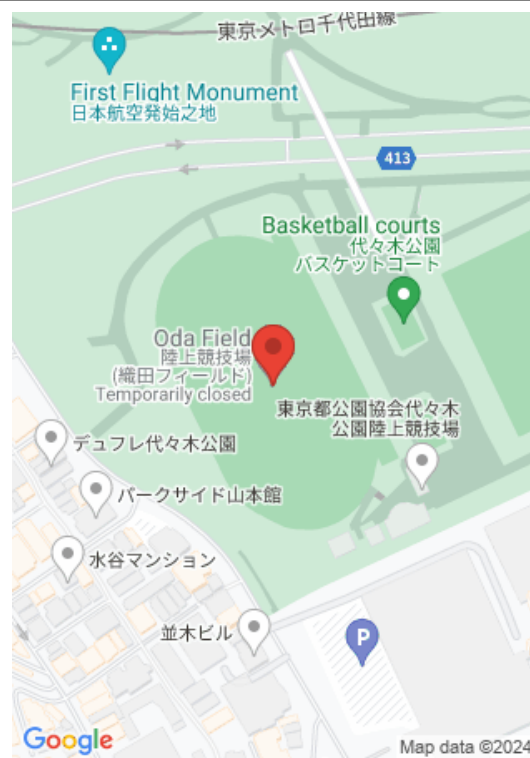 東京メトロ千代田線
First Flight Monument
日本航空発始之地
413
Basketball courts
代々木公園
バスケットコート
Oda Field
陸上競技場
(織田フィールド)
Temporarily closed
東京都公園協会代々木
公園陸上競技場
デュフレ代々木公園
パークサイド山本館
水谷マンション
並木ビル
P
Google
Map data ©2024